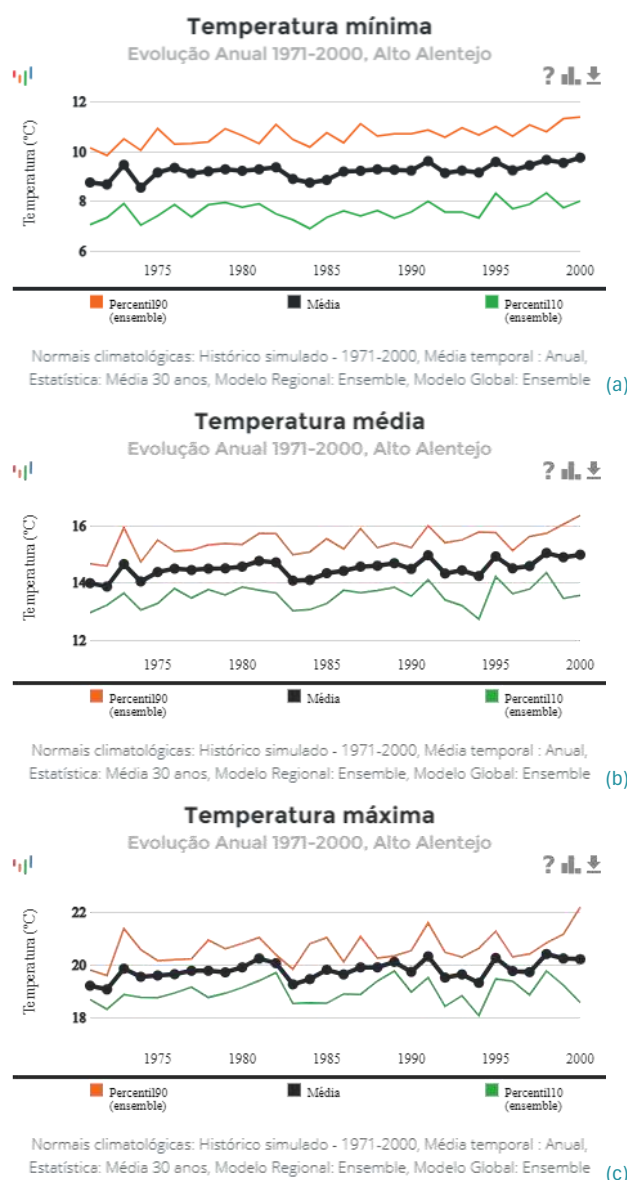 Temperatura mínima
Evolução Anual 1971-2000, Alto Alentejo
?
Temperatura (ºC)
12
10
8
6
1975
1980
1985
1990
1995
2000
Percentil90
(ensemble)
Média
Percentil10
(ensemble)
Normais climatológicas: Histórico simulado - 1971-2000, Média temporal : Anual,
Estatística: Média 30 anos, Modelo Regional: Ensemble, Modelo Global: Ensemble
(a)
Temperatura média
Evolução Anual 1971-2000, Alto Alentejo
?
Temperatura (ºC)
16
14
12
1975
1980
1985
1990
1995
2000
Percentil90
(ensemble)
Média
Percentil10
(ensemble)
Normais climatológicas: Histórico simulado - 1971-2000, Média temporal : Anual,
Estatística: Média 30 anos, Modelo Regional: Ensemble, Modelo Global: Ensemble
(b)
Temperatura máxima
Evolução Anual 1971-2000, Alto Alentejo
?
Temperatura (ºC)
22
20
18
1975
1980
1985
1990
1995
2000
Percentil90
(ensemble)
Média
Percentil10
(ensemble)
Normais climatológicas: Histórico simulado - 1971-2000, Média temporal : Anual,
Estatística: Média 30 anos, Modelo Regional: Ensemble, Modelo Global: Ensemble
(c)